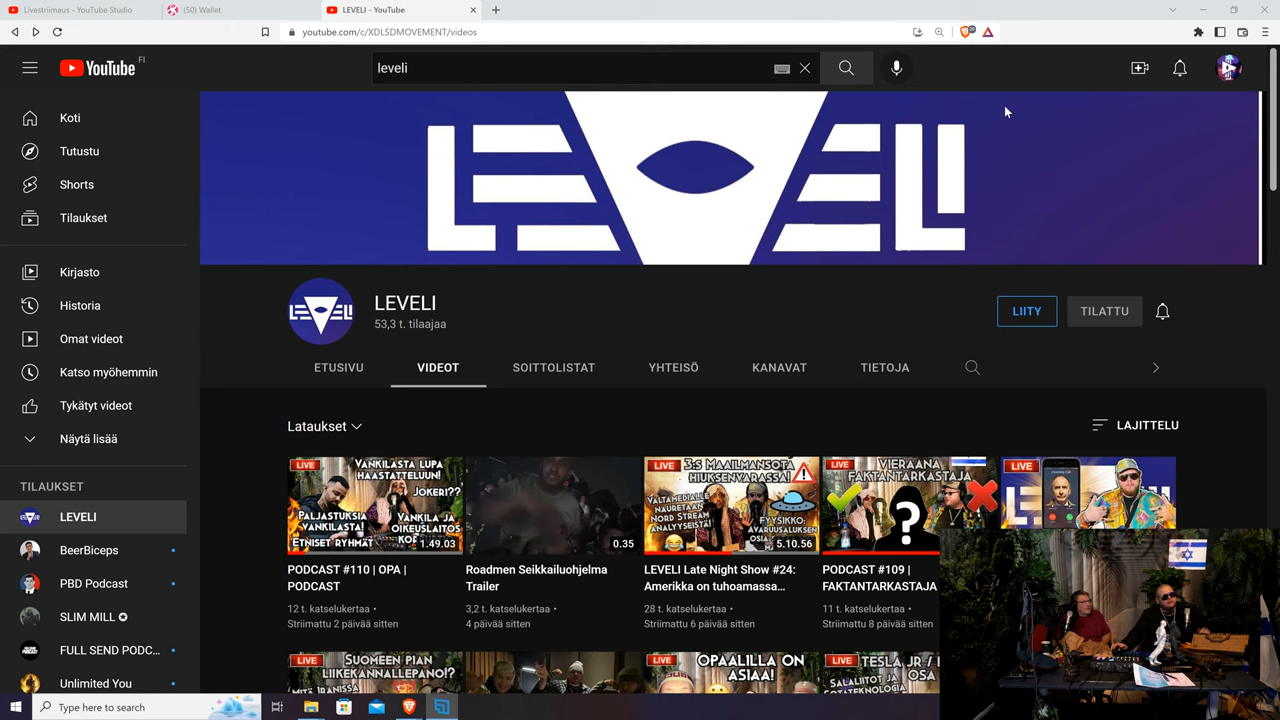 Livestriimaus - YouTube Studio
(50) Wallet
LEVELI - YouTube
youtube.com/c/XDLSDMOVEMENT/videos
20
YouTube
FI
leveli
LEVELI
Koti
Tutustu
Shorts
Tilaukset
Kirjasto
Historia
Omat videot
Katso myöhemmin
Tykätyt videot
Näytä lisää
TILAUKSET
LEVELI
BeerBiceps
PBD Podcast
SLIM MILL
FULL SEND PODC...
Unlimited You
LEVELI
LEVELI
53,3 t. tilaajaa
LIITY
TILATTU
ETUSIVU
VIDEOT
SOITTOLISTAT
YHTEISÖ
KANAVAT
TIETOJA
Lataukset
LAJITTELU
LIVE
VANKILASTA LUPA
HAASTATTELUUN!
JOKERI??
PALJASTUKSIA
VANKILASTA!
VANKILA JA
OIKEUSLAITOS
ETNISET RYHMÄT
1.49.03
PODCAST #110 | OPA |
PODCAST
12 t. katselukertaa •
Striimattu 2 päivää sitten
0.35
Roadmen Seikkailuohjelma
Trailer
3,2 t. katselukertaa •
4 päivää sitten
LIVE
3:S MAAILMANSOTA
HIUKSENVARASSA!
VALTAMEDIALLE
NAURETAAN
NORD STREAM
ANALYYSEISTÄ!
FYYSIKKO:
AVARUUSALUKSEN
OSIA
5.10.56
LEVELI Late Night Show #24:
Amerikka on tuhoamassa...
28 t. katselukertaa •
Striimattu 6 päivää sitten
LIVE
VIERAANA
FAKTANTARKASTAJA
?
PODCAST #109 |
FAKTANTARKASTAJA
11 t. katselukertaa •
Striimattu 8 päivää sitten
LIVE
LIVE
SUOMEEN PIAN
LIIKEKANNALLEPANO!?
LIVE
OPAALILLA ON
ASIAA!
LIVE
TESLA JR /
SALALIITOT JA
SOTATEKNOLOGIA
OSA
Type here to search